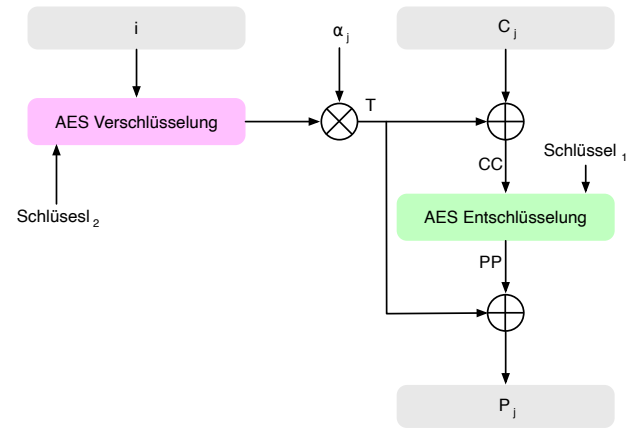 i
α j
C j
T
AES Verschlüsselung
CC
Schlüssel 1
Schlüsesl 2
AES Entschlüsselung
PP
P j